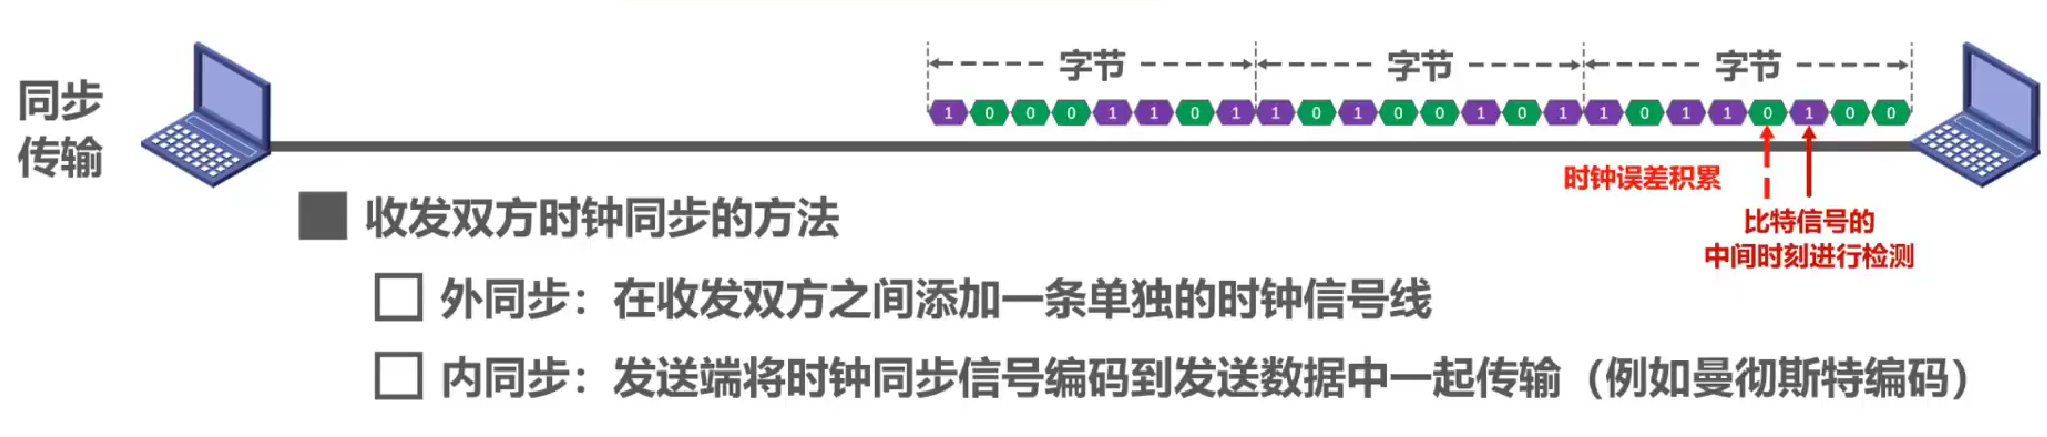 同步
传输
字节 字节 字节
1 0 0 0 1 1 0 1 1 0 1 0 0 1 0 1 1 0 1 1 0 1 0 0
时钟误差积累
比特信号的
中间时刻进行检测
收发双方时钟同步的方法
外同步：在收发双方之间添加一条单独的时钟信号线
内同步：发送端将时钟同步信号编码到发送数据中一起传输（例如曼彻斯特编码）